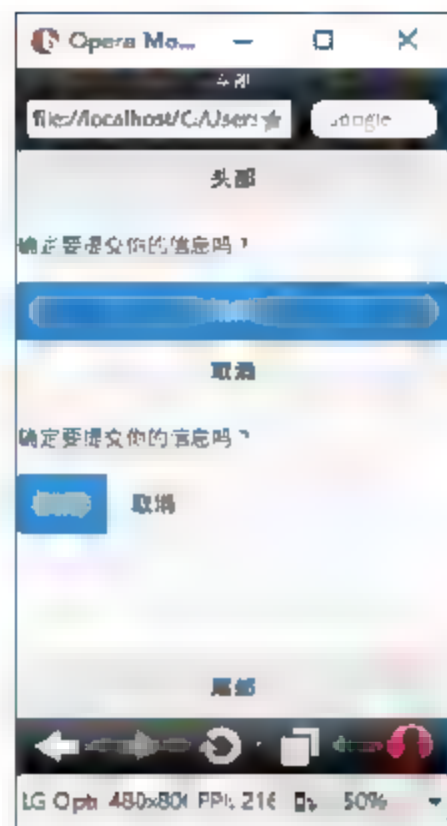 Opera Mo...
file://localhost/C:/Users
Google
头部
确定要提交你的信息吗？
取消
确定要提交你的信息吗？
取消
尾部
LG Opti 480x80 PPI: 216 50%